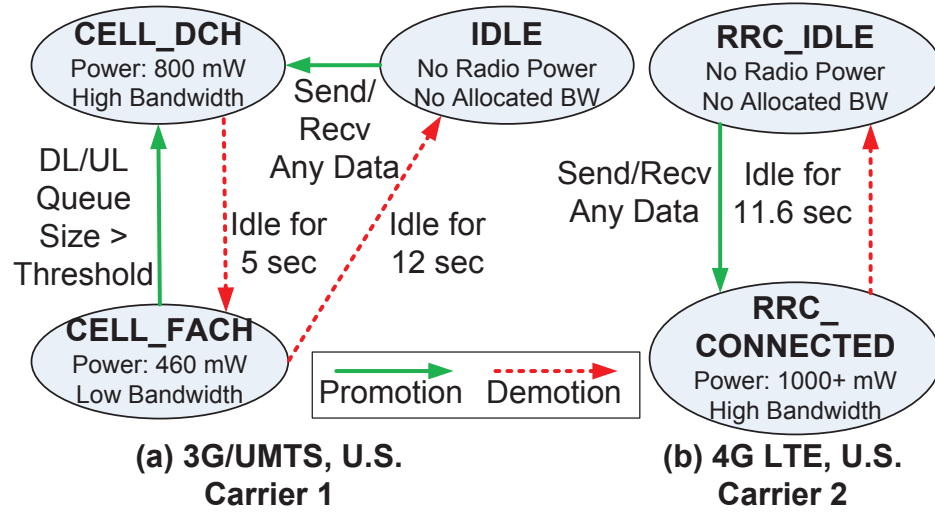 CELL_DCH
Power: 800 mW
High Bandwidth
IDLE
No Radio Power
No Allocated BW
Send/
Recv
Any Data
DL/UL
Queue
Size >
Threshold
Idle for
5 sec
Idle for
12 sec
CELL_FACH
Power: 460 mW
Low Bandwidth
RRC_IDLE
No Radio Power
No Allocated BW
Send/Recv
Any Data
Idle for
11.6 sec
RRC_
CONNECTED
Power: 1000+ mW
High Bandwidth
Promotion
Demotion
(a) 3G/UMTS, U.S.
Carrier 1
(b) 4G LTE, U.S.
Carrier 2